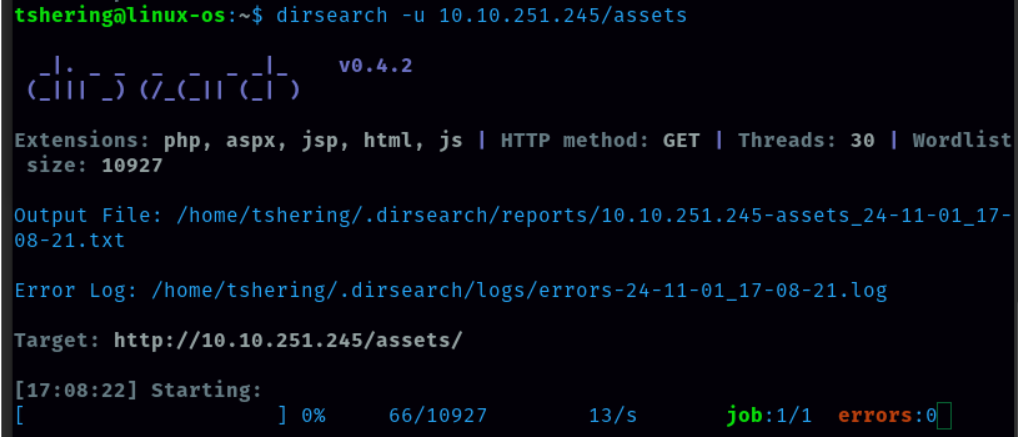 tshering@linux-os:~$ dirsearch -u 10.10.251.245/assets
  _|. _ _  _  _  _ _|_    v0.4.2
 (_||| _) (/_(_|| (_| )
Extensions: php, aspx, jsp, html, js | HTTP method: GET | Threads: 30 | Wordlist
 size: 10927
Output File: /home/tshering/.dirsearch/reports/10.10.251.245-assets_24-11-01_17-
08-21.txt
Error Log: /home/tshering/.dirsearch/logs/errors-24-11-01_17-08-21.log
Target: http://10.10.251.245/assets/
[17:08:22] Starting:
[                    ] 0%     66/10927        13/s       job:1/1  errors:0